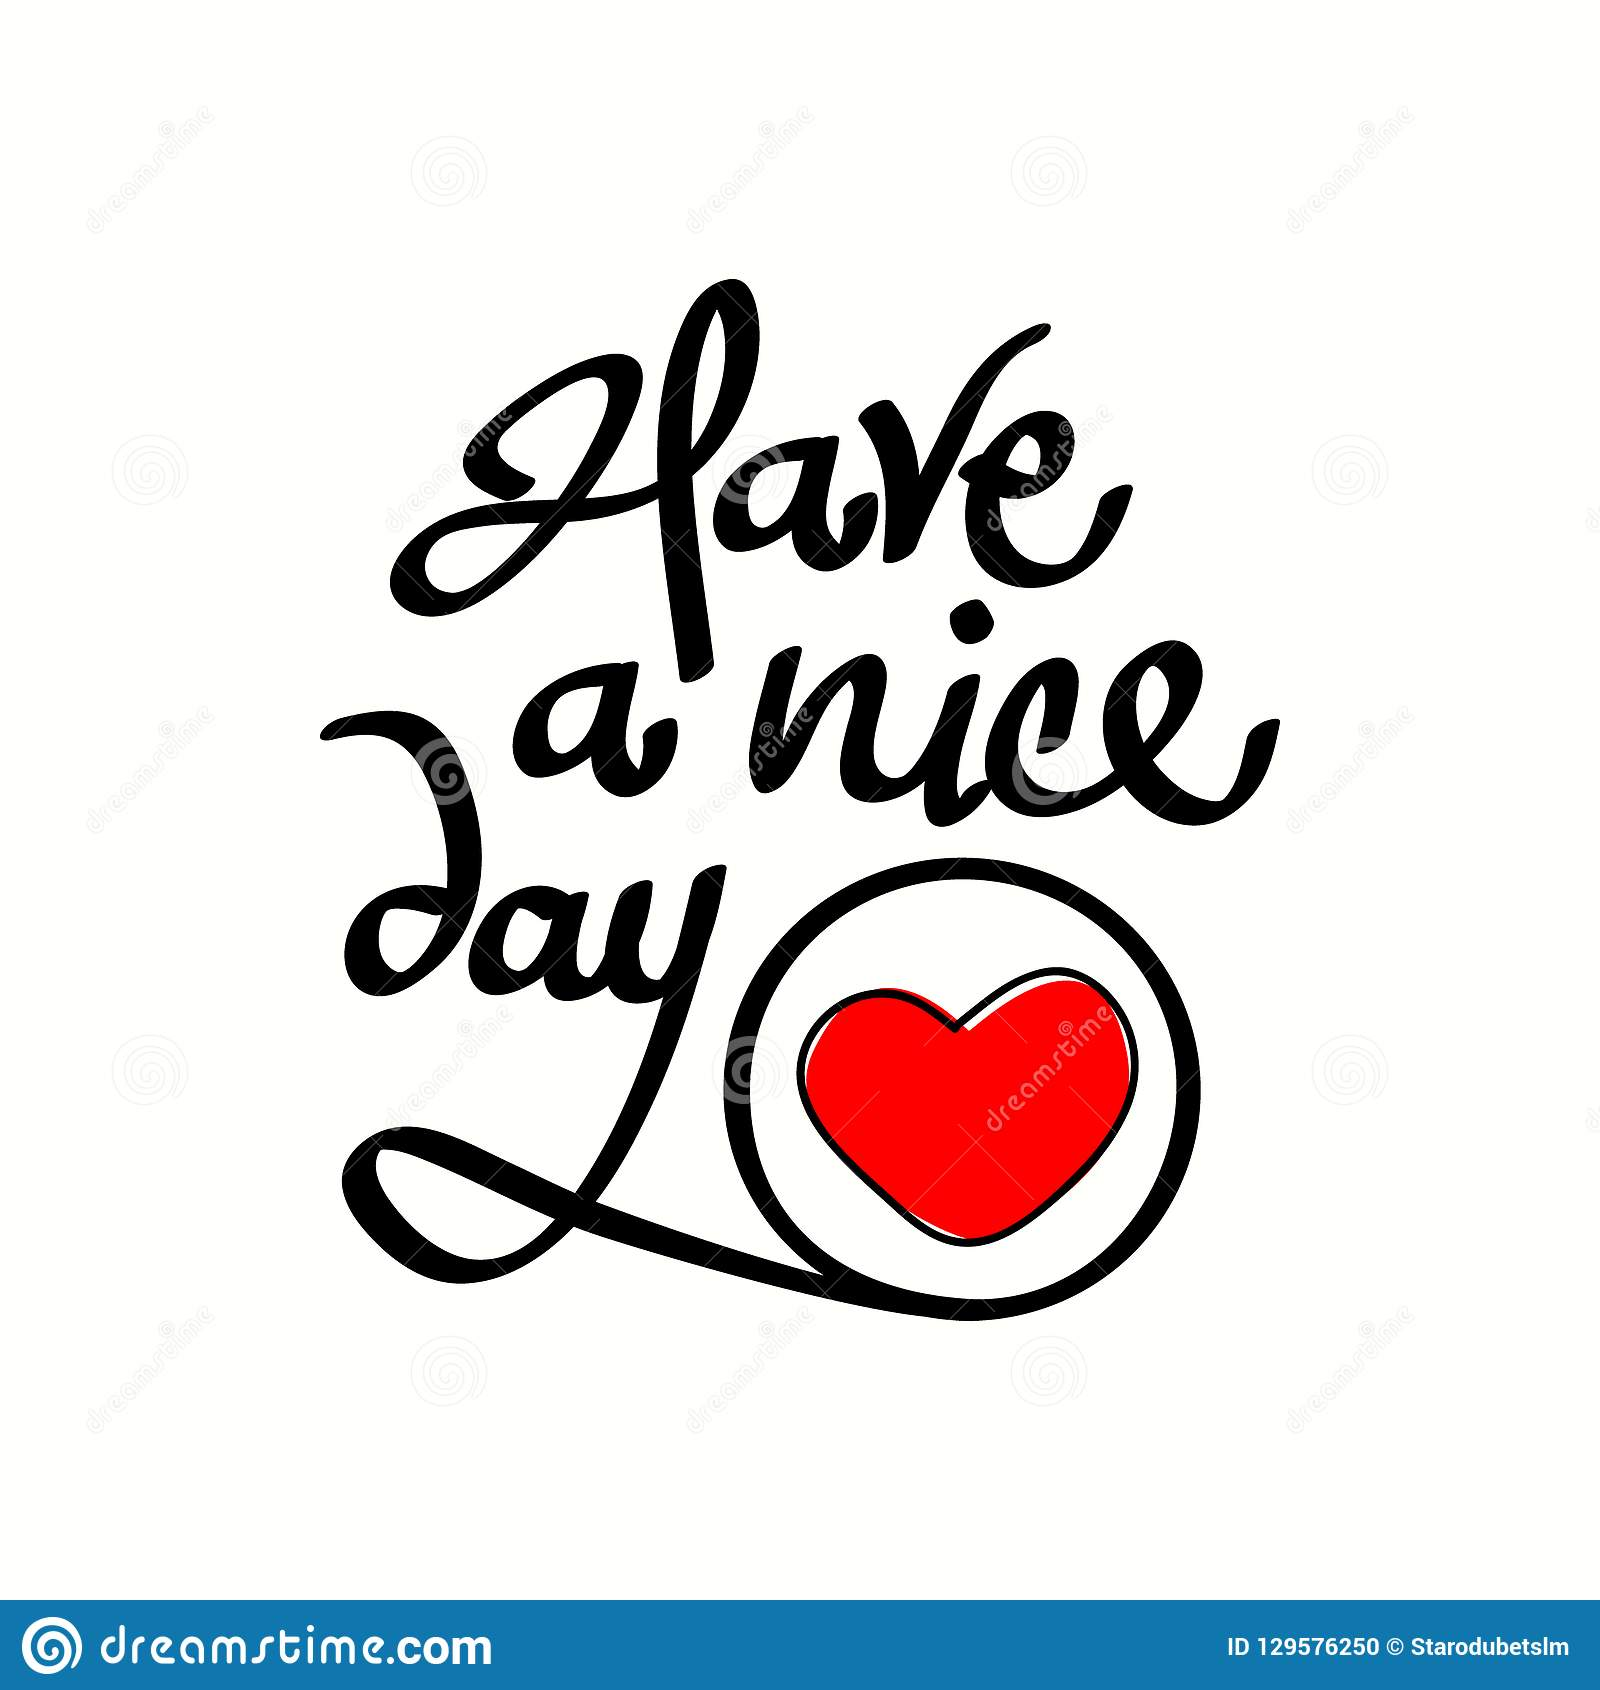 Have
a nice
day
dreamstime.com
ID 129576250 © Starodubetslm